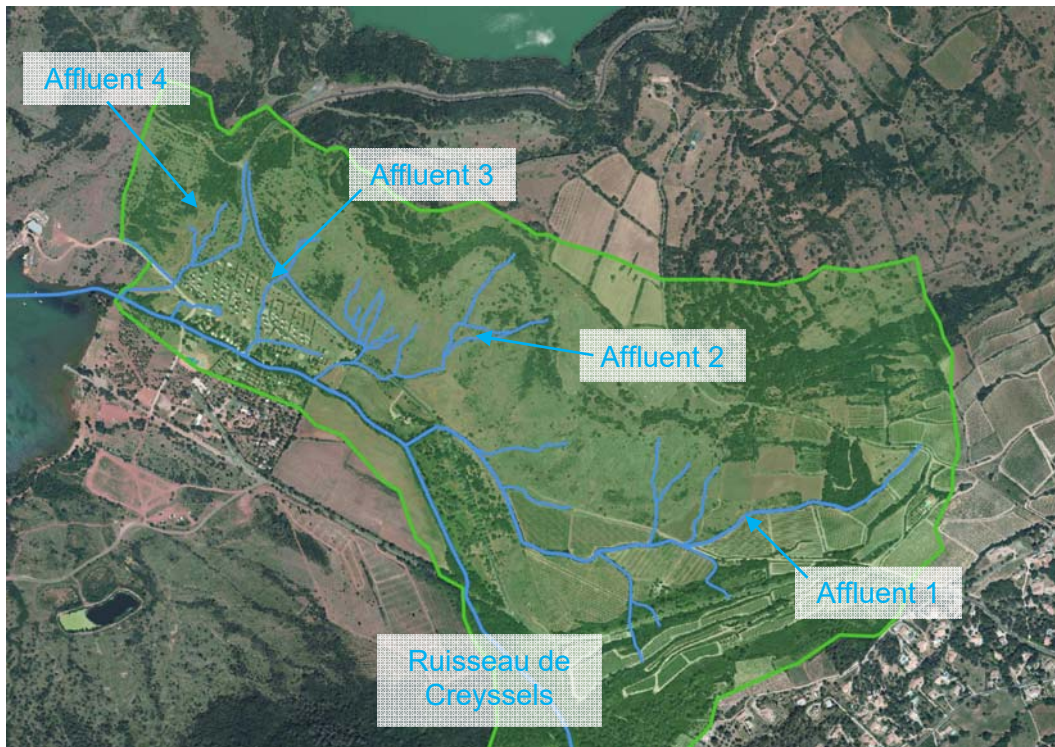 Affluent 4
Affluent 3
Affluent 2
Affluent 1
Ruisseau de
Creyssels